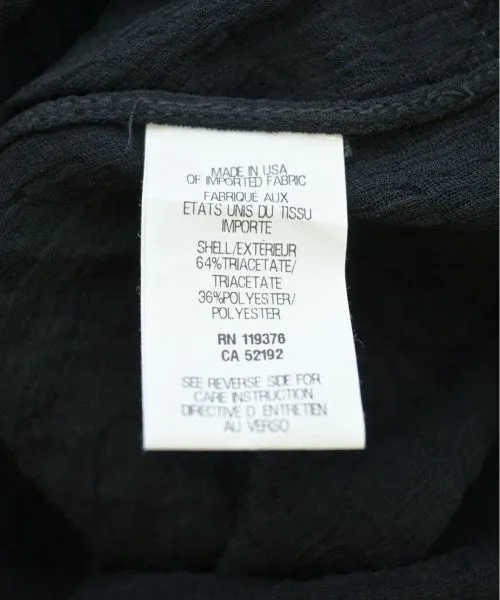 MADE IN USA
OF IMPORTED FABRIC
FABRIQUE AUX
ETATS UNIS DU TISSU
IMPORTE
SHELL/EXTÉRIEUR
64%TRIACETATE/
TRIACETATE
36%POLYESTER/
POLYESTER
RN 119376
CA 52192
SEE REVERSE SIDE FOR
CARE INSTRUCTION
DIRECTIVE D ENTRETIEN
AU VERSO